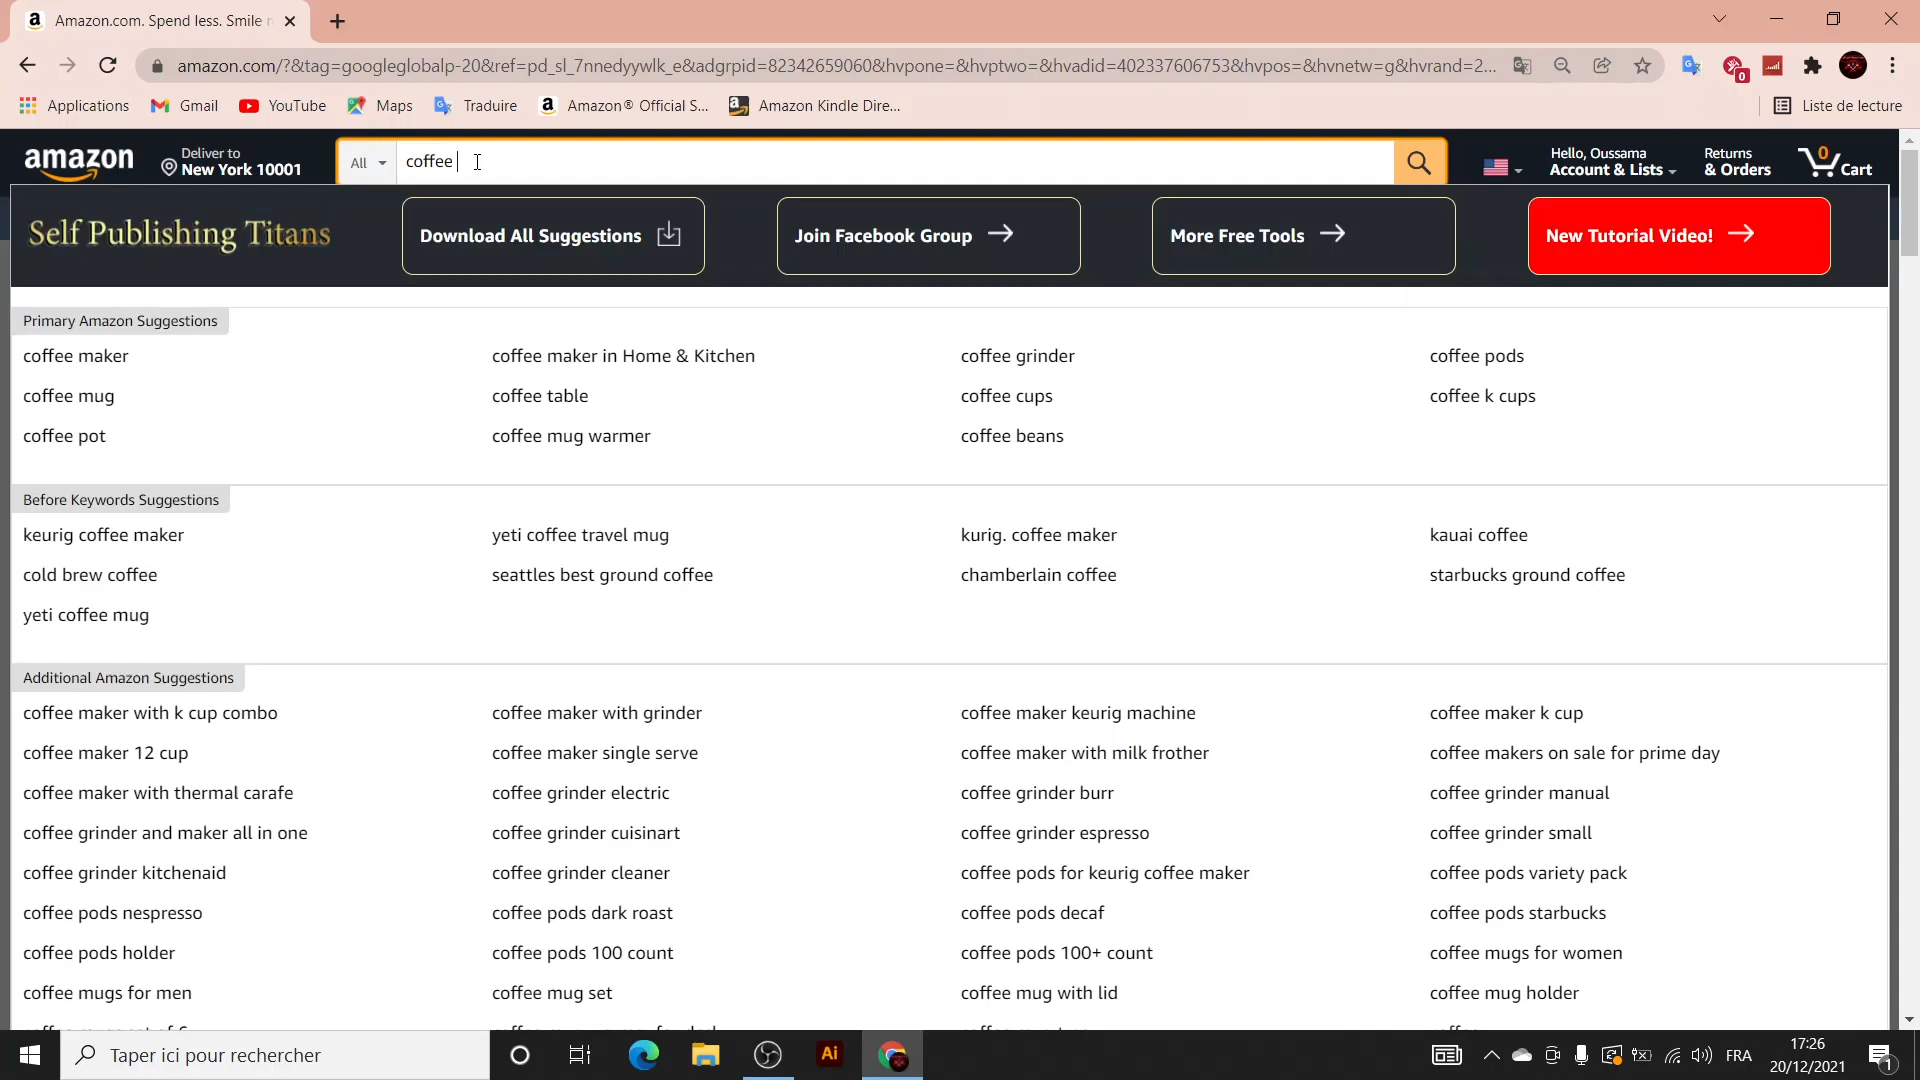 Amazon.com. Spend less. Smile
amazon.com/?&tag=googleglobalp-20&ref=pd_sl_7nnedyywlk_e&adgrpid=82342659060&hvpone=&hvptwo=&hvadid=402337606753&hvpos=&hvnetw=g&hvrand=2...
0
Applications Gmail YouTube Maps Traduire Amazon® Official S... Amazon Kindle Dire... Liste de lecture
amazon Deliver to New York 10001 All coffee Hello, Oussama Account & Lists Returns & Orders 0 Cart
Self Publishing Titans Download All Suggestions Join Facebook Group More Free Tools New Tutorial Video!
Primary Amazon Suggestions
coffee maker coffee maker in Home & Kitchen coffee grinder coffee pods
coffee mug coffee table coffee cups coffee k cups
coffee pot coffee mug warmer coffee beans
Before Keywords Suggestions
keurig coffee maker yeti coffee travel mug kurig. coffee maker kauai coffee
cold brew coffee seattles best ground coffee chamberlain coffee starbucks ground coffee
yeti coffee mug
Additional Amazon Suggestions
coffee maker with k cup combo coffee maker with grinder coffee maker keurig machine coffee maker k cup
coffee maker 12 cup coffee maker single serve coffee maker with milk frother coffee makers on sale for prime day
coffee maker with thermal carafe coffee grinder electric coffee grinder burr coffee grinder manual
coffee grinder and maker all in one coffee grinder cuisinart coffee grinder espresso coffee grinder small
coffee grinder kitchenaid coffee grinder cleaner coffee pods for keurig coffee maker coffee pods variety pack
coffee pods nespresso coffee pods dark roast coffee pods decaf coffee pods starbucks
coffee pods holder coffee pods 100 count coffee pods 100+ count coffee mugs for women
coffee mugs for men coffee mug set coffee mug with lid coffee mug holder
Taper ici pour rechercher Ai FRA 17:26
20/12/2021 1